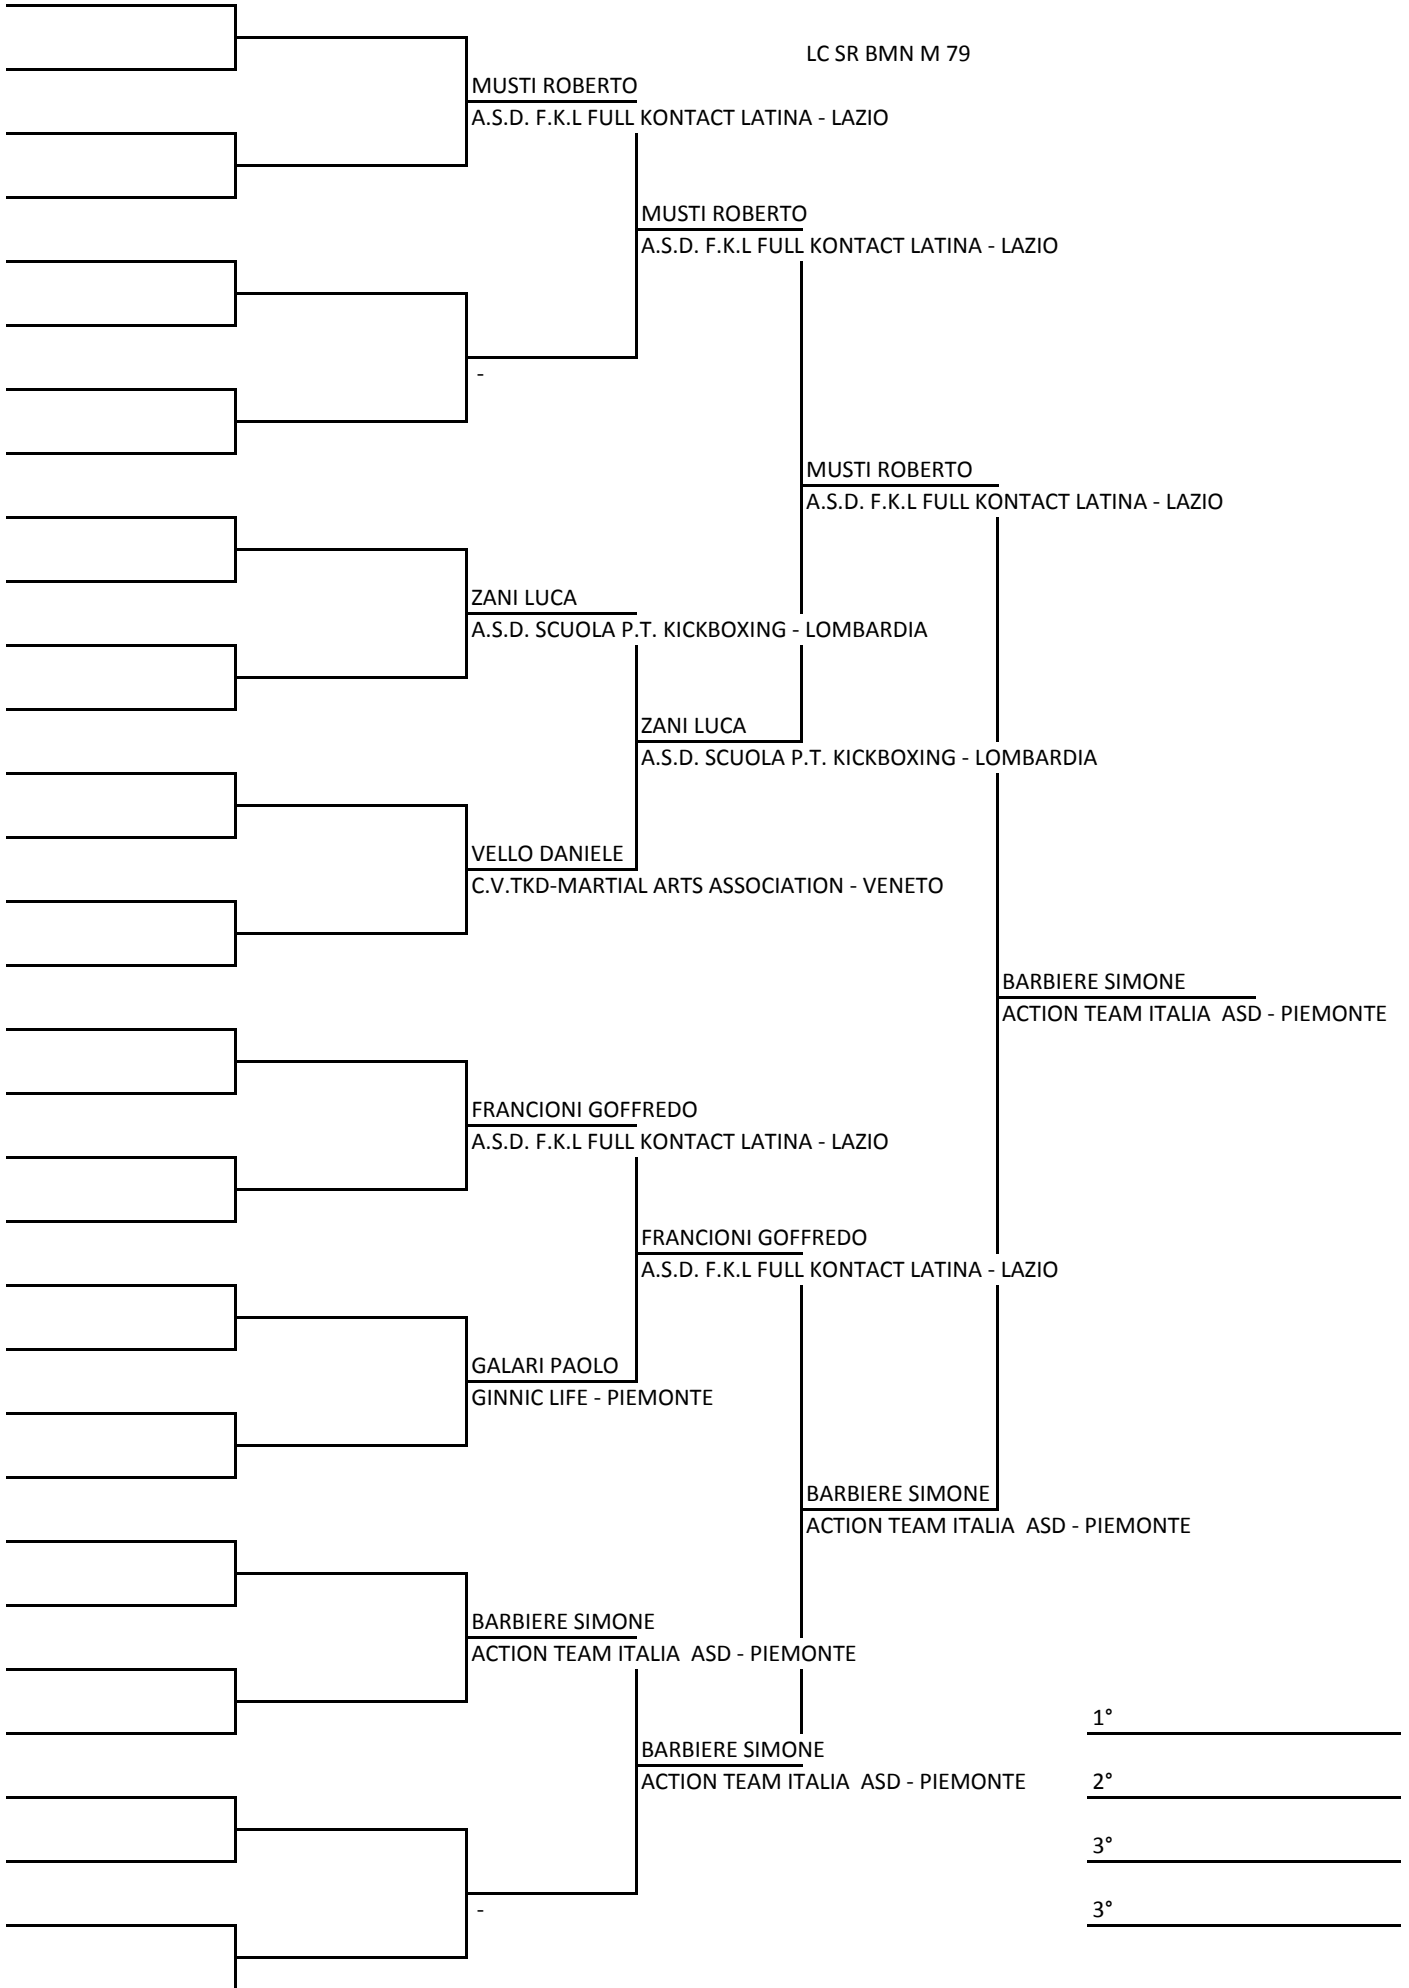 LC SR BMN M 79
MUSTI ROBERTO
A.S.D. F.K.L FULL KONTACT LATINA - LAZIO
MUSTI ROBERTO
A.S.D. F.K.L FULL KONTACT LATINA - LAZIO
-
MUSTI ROBERTO
A.S.D. F.K.L FULL KONTACT LATINA - LAZIO
ZANI LUCA
A.S.D. SCUOLA P.T. KICKBOXING - LOMBARDIA
ZANI LUCA
A.S.D. SCUOLA P.T. KICKBOXING - LOMBARDIA
VELLO DANIELE
C.V.TKD-MARTIAL ARTS ASSOCIATION - VENETO
BARBIERE SIMONE
ACTION TEAM ITALIA  ASD - PIEMONTE
FRANCIONI GOFFREDO
A.S.D. F.K.L FULL KONTACT LATINA - LAZIO
FRANCIONI GOFFREDO
A.S.D. F.K.L FULL KONTACT LATINA - LAZIO
GALARI PAOLO
GINNIC LIFE - PIEMONTE
BARBIERE SIMONE
ACTION TEAM ITALIA  ASD - PIEMONTE
BARBIERE SIMONE
ACTION TEAM ITALIA  ASD - PIEMONTE
1°
BARBIERE SIMONE
ACTION TEAM ITALIA  ASD - PIEMONTE
2°
3°
-
3°